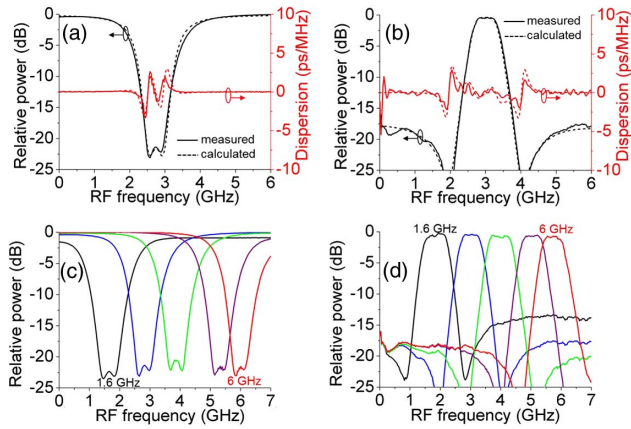 (a)
Relative power (dB)
0
-5
-10
-15
-20
-25
measured
calculated
10
5
0
-5
-10
Dispersion (ps/MHz)
0 1 2 3 4 5 6
RF frequency (GHz)
(b)
Relative power (dB)
0
-5
-10
-15
-20
-25
measured
calculated
10
5
0
-5
-10
Dispersion (ps/MHz)
0 1 2 3 4 5 6
RF frequency (GHz)
(c)
Relative power (dB)
0
-5
-10
-15
-20
-25
1.6 GHz
6 GHz
0 1 2 3 4 5 6 7
RF frequency (GHz)
(d)
Relative power (dB)
0
-5
-10
-15
-20
-25
1.6 GHz
6 GHz
0 1 2 3 4 5 6 7
RF frequency (GHz)